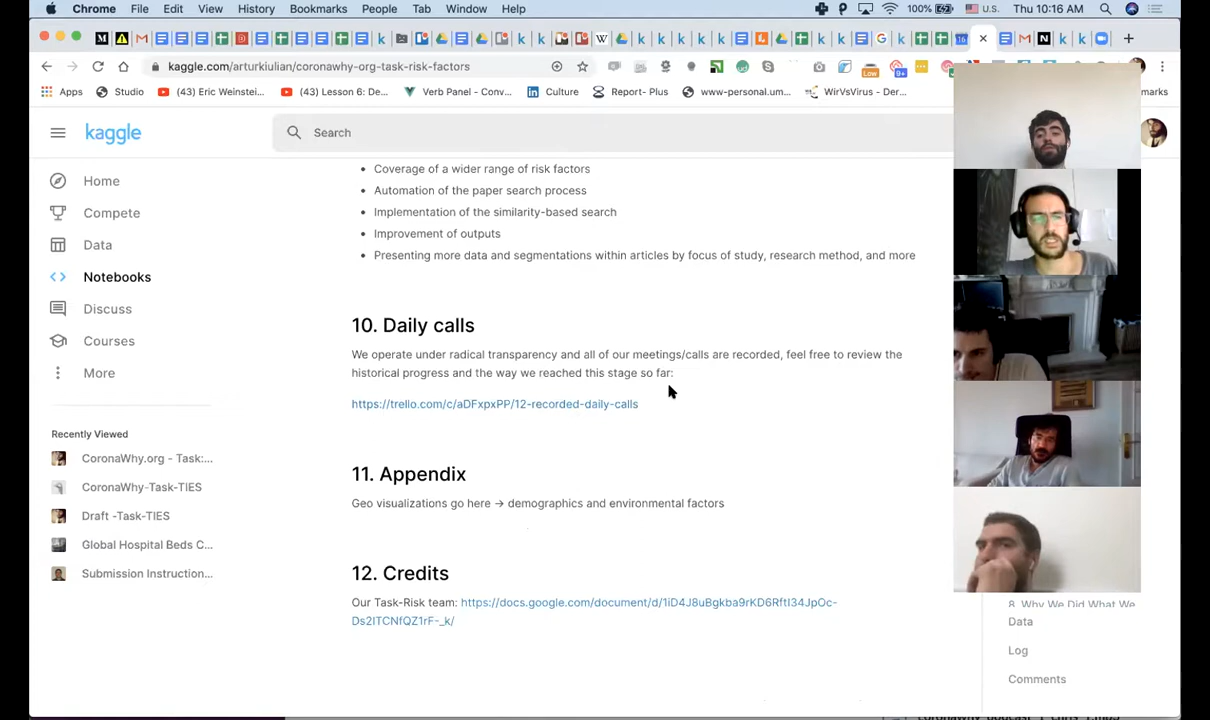 Chrome File Edit View History Bookmarks People Tab Window Help
100% U.S. Thu 10:16 AM
kaggle.com/arturkiulian/coronawhy-org-task-risk-factors
Low 9+
Apps Studio (43) Eric Weinstei... (43) Lesson 6: De... Verb Panel - Conv... Culture Report- Plus www-personal.um... WirVsVirus - Der...
kaggle
Search
Home
Compete
Data
Notebooks
Discuss
Courses
More
Recently Viewed
CoronaWhy.org - Task:...
CoronaWhy-Task-TIES
Draft -Task-TIES
Global Hospital Beds C...
Submission Instruction...
• Coverage of a wider range of risk factors
• Automation of the paper search process
• Implementation of the similarity-based search
• Improvement of outputs
• Presenting more data and segmentations within articles by focus of study, research method, and more
10. Daily calls
We operate under radical transparency and all of our meetings/calls are recorded, feel free to review the
historical progress and the way we reached this stage so far:
https://trello.com/c/aDFxpxPP/12-recorded-daily-calls
11. Appendix
Geo visualizations go here → demographics and environmental factors
12. Credits
Our Task-Risk team: https://docs.google.com/document/d/1iD4J8uBgkba9rKD6RftI34JpOc-
Ds2ITCNfQZ1rF-_k/
8. Why We Did What We
Data
Log
Comments